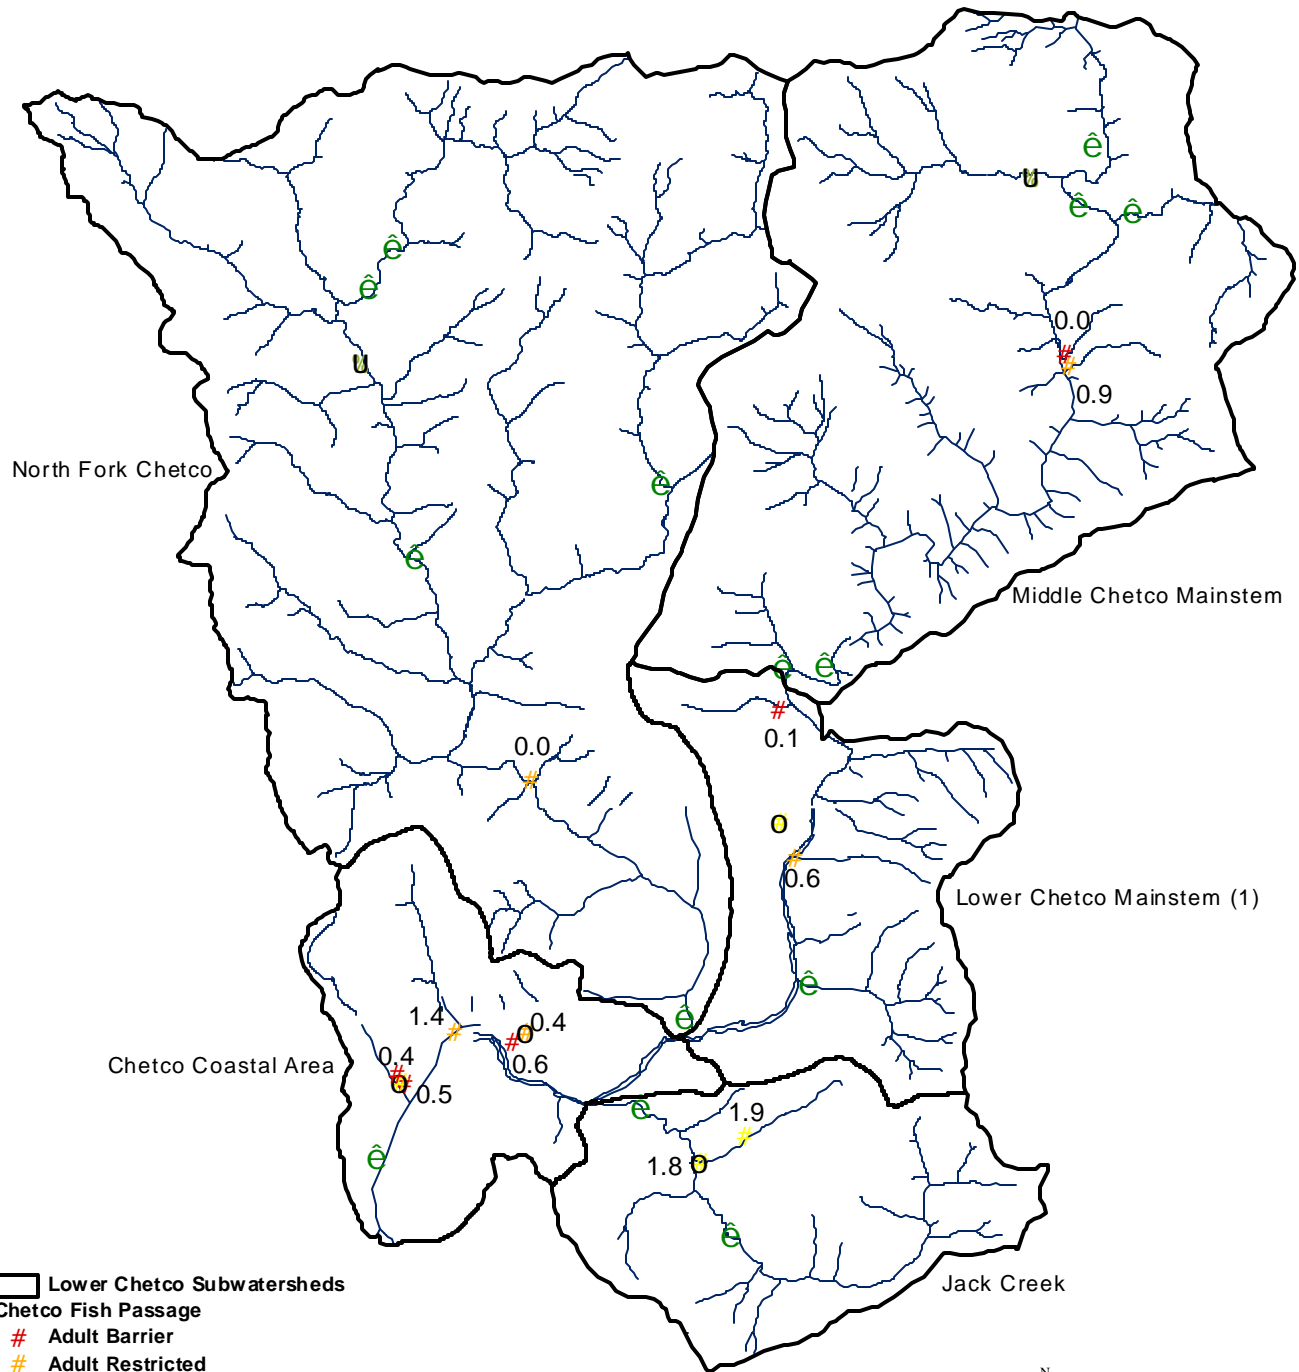 ê
u
ê
ê
ê
ê
0.0
#
u
#
0.9
North Fork Chetco
ê
ê
Middle Chetco Mainstem
ê
ê
#
0.1
0.0
#
o
#
0.6
Lower Chetco Mainstem (1)
ê
ê
1.4
#
o
#
0.4
#
0.6
Chetco Coastal Area
0.4
#
o
#
0.5
ê
1.9
#
ê
1.8
o
ê
Jack Creek
Lower Chetco Subwatersheds
Chetco Fish Passage
# Adult Barrier
# Adult Restricted
N